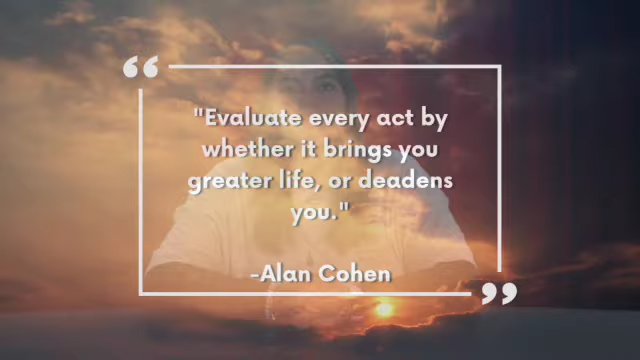 "Evaluate every act by
whether it brings you
greater life, or deadens
you."
-Alan Cohen